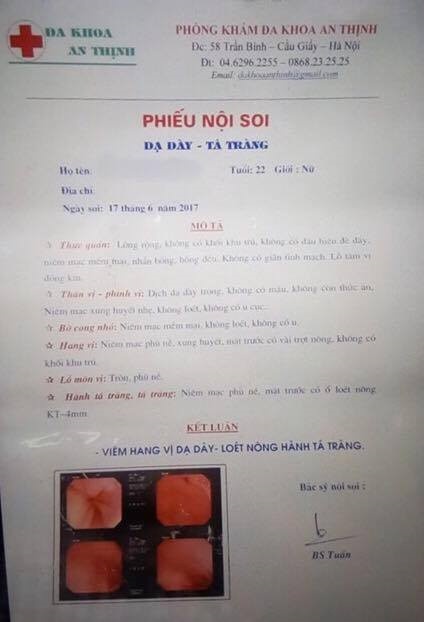 ĐA KHOA
AN THỊNH
PHÒNG KHÁM ĐA KHOA AN THỊNH
Đc: 58 Trần Bình – Cầu Giấy – Hà Nội
Đt: 04.6296.2255 – 0868.23.25.25
Email: dakhoaanthinh@gmail.com
PHIẾU NỘI SOI
DẠ DÀY - TÁ TRÀNG
Họ tên:
Tuổi: 22 Giới : Nữ
Địa chỉ:
Ngày soi: 17 tháng 6 năm 2017
MÔ TẢ
☆ Thực quản: Lòng rộng, không có khối khu trú, không có dấu hiệu đè đẩy,
niêm mạc mềm mại, nhẵn bóng, hồng đều. Không có giãn tĩnh mạch. Lỗ tâm vị
đóng kín.
☆ Thân vị - phình vị: Dịch dạ dày trong, không có máu, không còn thức ăn,
Niêm mạc xung huyết nhẹ, không loét, không có u cục..
☆ Bờ cong nhỏ: Niêm mạc mềm mại, không loét, không có u.
☆ Hang vị: Niêm mạc phù nề, xung huyết, mặt trước có vài trợt nông, không có
khối khu trú.
☆ Lỗ môn vị: Tròn, phù nề.
☆ Hành tá tràng, tá tràng: Niêm mạc phù nề, mặt trước có ổ loét nông
KT~4mm.
KẾT LUẬN
- VIÊM HANG VỊ DẠ DÀY- LOÉT NÔNG HÀNH TÁ TRÀNG.
Bác sỹ nội soi :
BS Tuấn